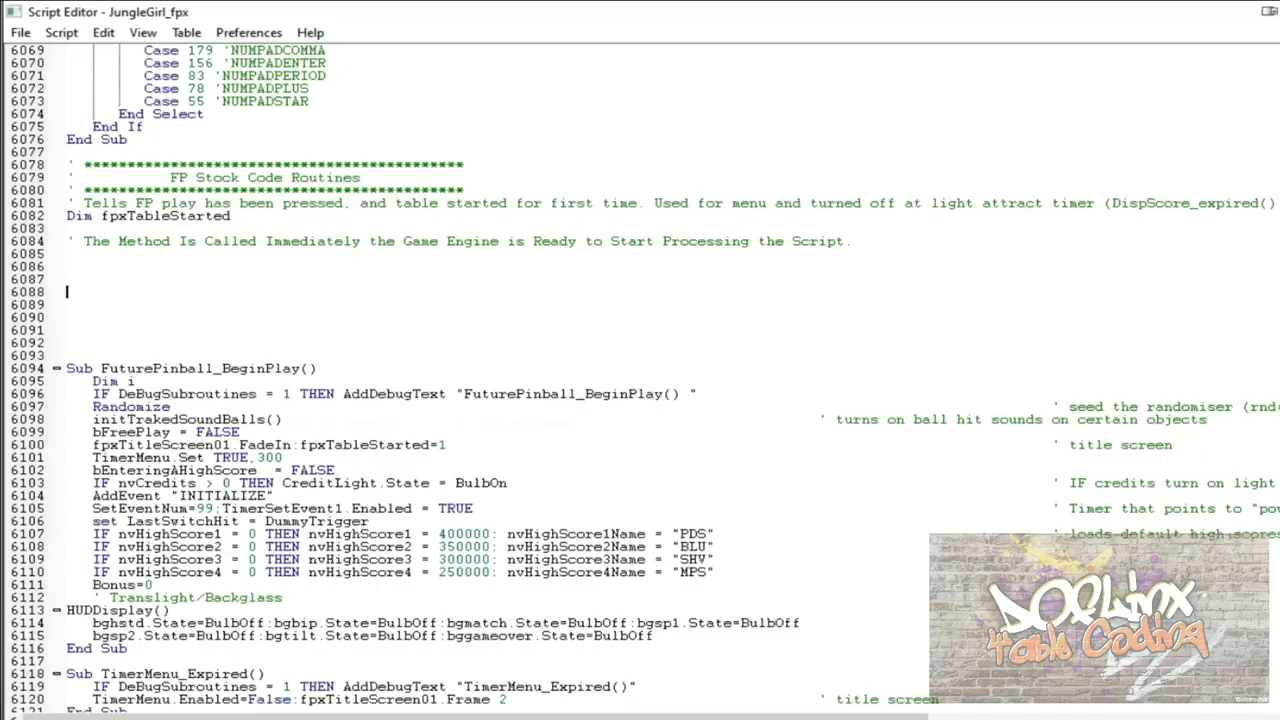 Script Editor - JungleGirl_fpx
File Script Edit View Table Preferences Help
6069 Case 179 'NUMPADCOMMA
6070 Case 156 'NUMPADENTER
6071 Case 83 'NUMPADPERIOD
6072 Case 78 'NUMPADPLUS
6073 Case 55 'NUMPADSTAR
6074 End Select
6075 End If
6076 End Sub
6077
6078 ' ********************************************
6079 ' FP Stock Code Routines
6080 ' ********************************************
6081 ' Tells FP play has been pressed, and table started for first time. Used for menu and turned off at light attract timer (DispScore_expired()
6082 Dim fpxTableStarted
6083
6084 ' The Method Is Called Immediately the Game Engine is Ready to Start Processing the Script.
6085
6086
6087
6088
6089
6090
6091
6092
6093
6094 Sub FuturePinball_BeginPlay()
6095 Dim i
6096 IF DeBugSubroutines = 1 THEN AddDebugText "FuturePinball_BeginPlay() "
6097 Randomize ' seed the randomiser (rnd(
6098 initTrakedSoundBalls() ' turns on ball hit sounds on certain objects
6099 bFreePlay = FALSE
6100 fpxTitleScreen01.FadeIn:fpxTableStarted=1 ' title screen
6101 TimerMenu.Set TRUE,300
6102 bEnteringAHighScore = FALSE
6103 IF nvCredits > 0 THEN CreditLight.State = BulbOn ' IF credits turn on light
6104 AddEvent "INITIALIZE"
6105 SetEventNum=99:TimerSetEvent1.Enabled = TRUE ' Timer that points to "pow
6106 set LastSwitchHit = DummyTrigger
6107 IF nvHighScore1 = 0 THEN nvHighScore1 = 400000: nvHighScore1Name = "PDS" ' loads default high scores
6108 IF nvHighScore2 = 0 THEN nvHighScore2 = 350000: nvHighScore2Name = "BLU"
6109 IF nvHighScore3 = 0 THEN nvHighScore3 = 300000: nvHighScore3Name = "SHV"
6110 IF nvHighScore4 = 0 THEN nvHighScore4 = 250000: nvHighScore4Name = "MPS"
6111 Bonus=0
6112 ' Translight/Backglass
6113 HUDDisplay()
6114 bghstd.State=BulbOff:bgbip.State=BulbOff:bgmatch.State=BulbOff:bgsp1.State=BulbOff
6115 bgsp2.State=BulbOff:bgtilt.State=BulbOff:bggameover.State=BulbOff
6116 End Sub
6117
6118 Sub TimerMenu_Expired()
6119 IF DeBugSubroutines = 1 THEN AddDebugText "TimerMenu_Expired()"
6120 TimerMenu.Enabled=False:fpxTitleScreen01.Frame 2 ' title screen
6121 End Sub
DOFLinx
Table Coding